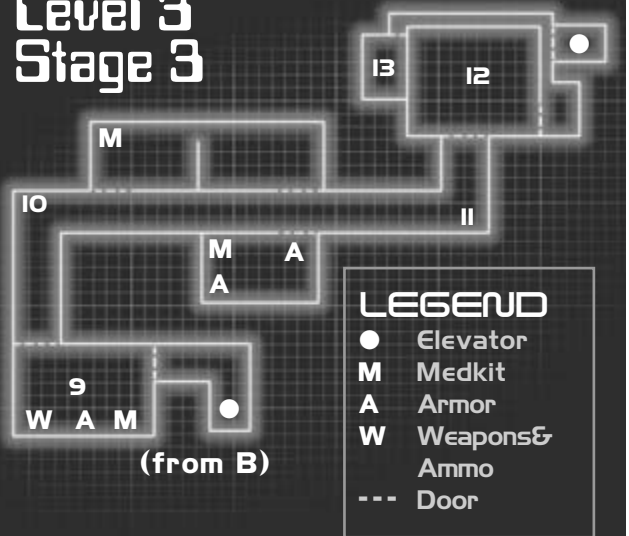 Level 3
Stage 3
13
12
M
10
11
M
A
A
9
W A M
(from B)
LEGEND
Elevator
M Medkit
A Armor
W Weapons&
Ammo
--- Door